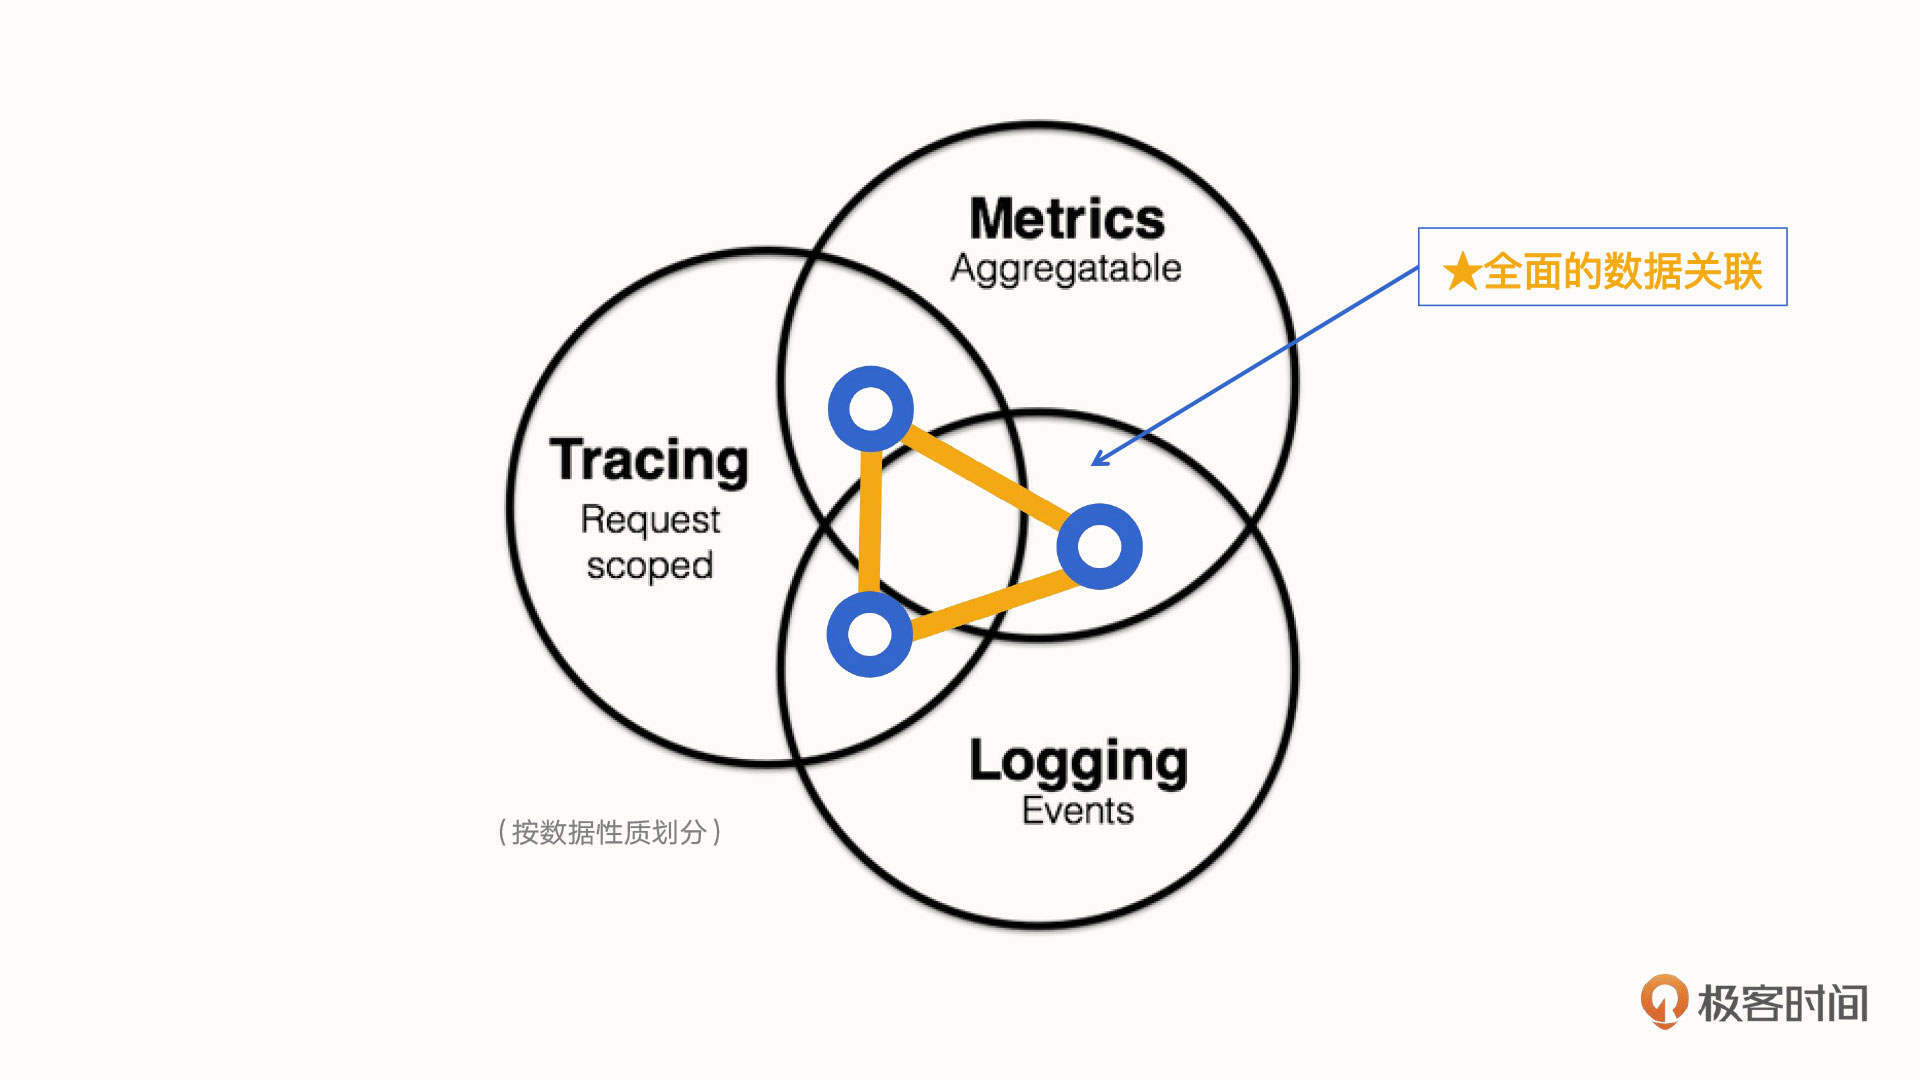 Metrics
Aggregatable
★全面的数据关联
Tracing
Request
scoped
Logging
Events
（按数据性质划分）
极客时间